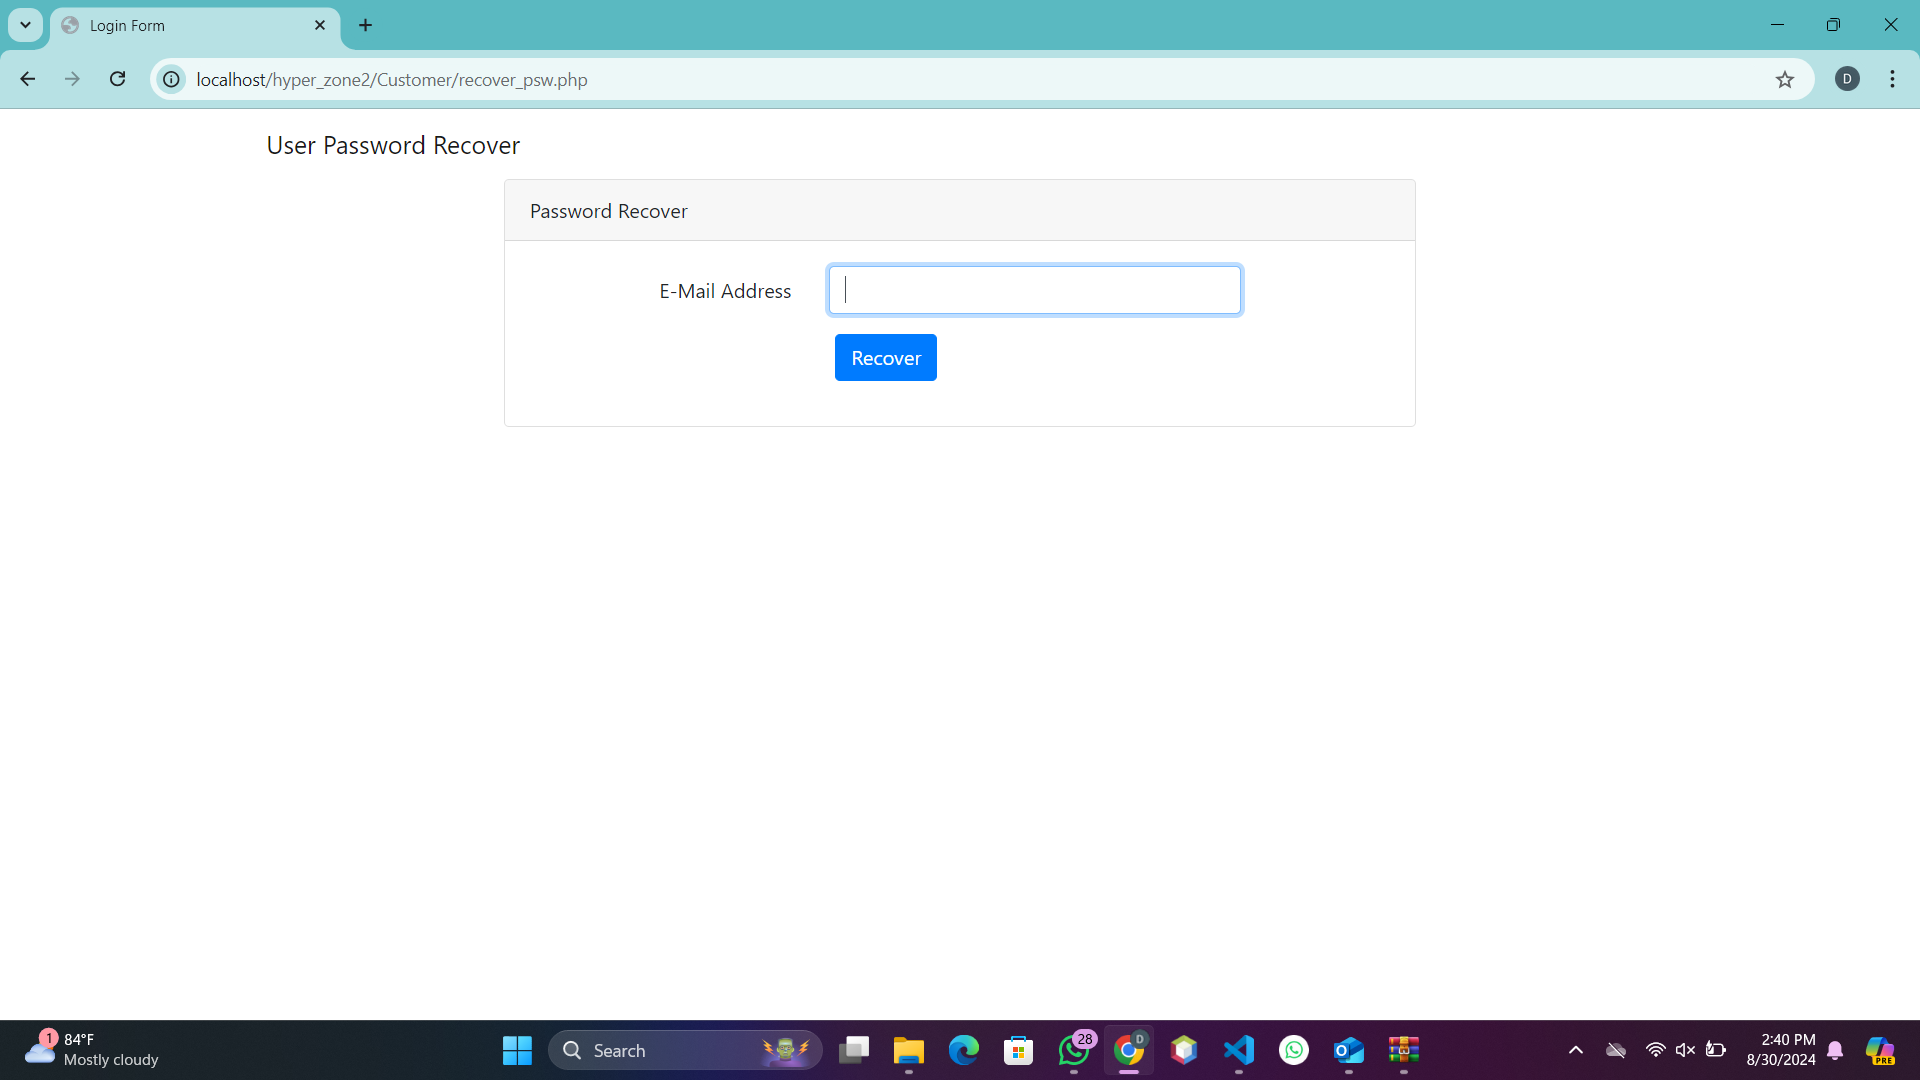 Login Form
localhost/hyper_zone2/Customer/recover_psw.php
D
User Password Recover
Password Recover
E-Mail Address
Recover
1
84°F
Mostly cloudy
Search
28
D
2:40 PM
8/30/2024
PRE